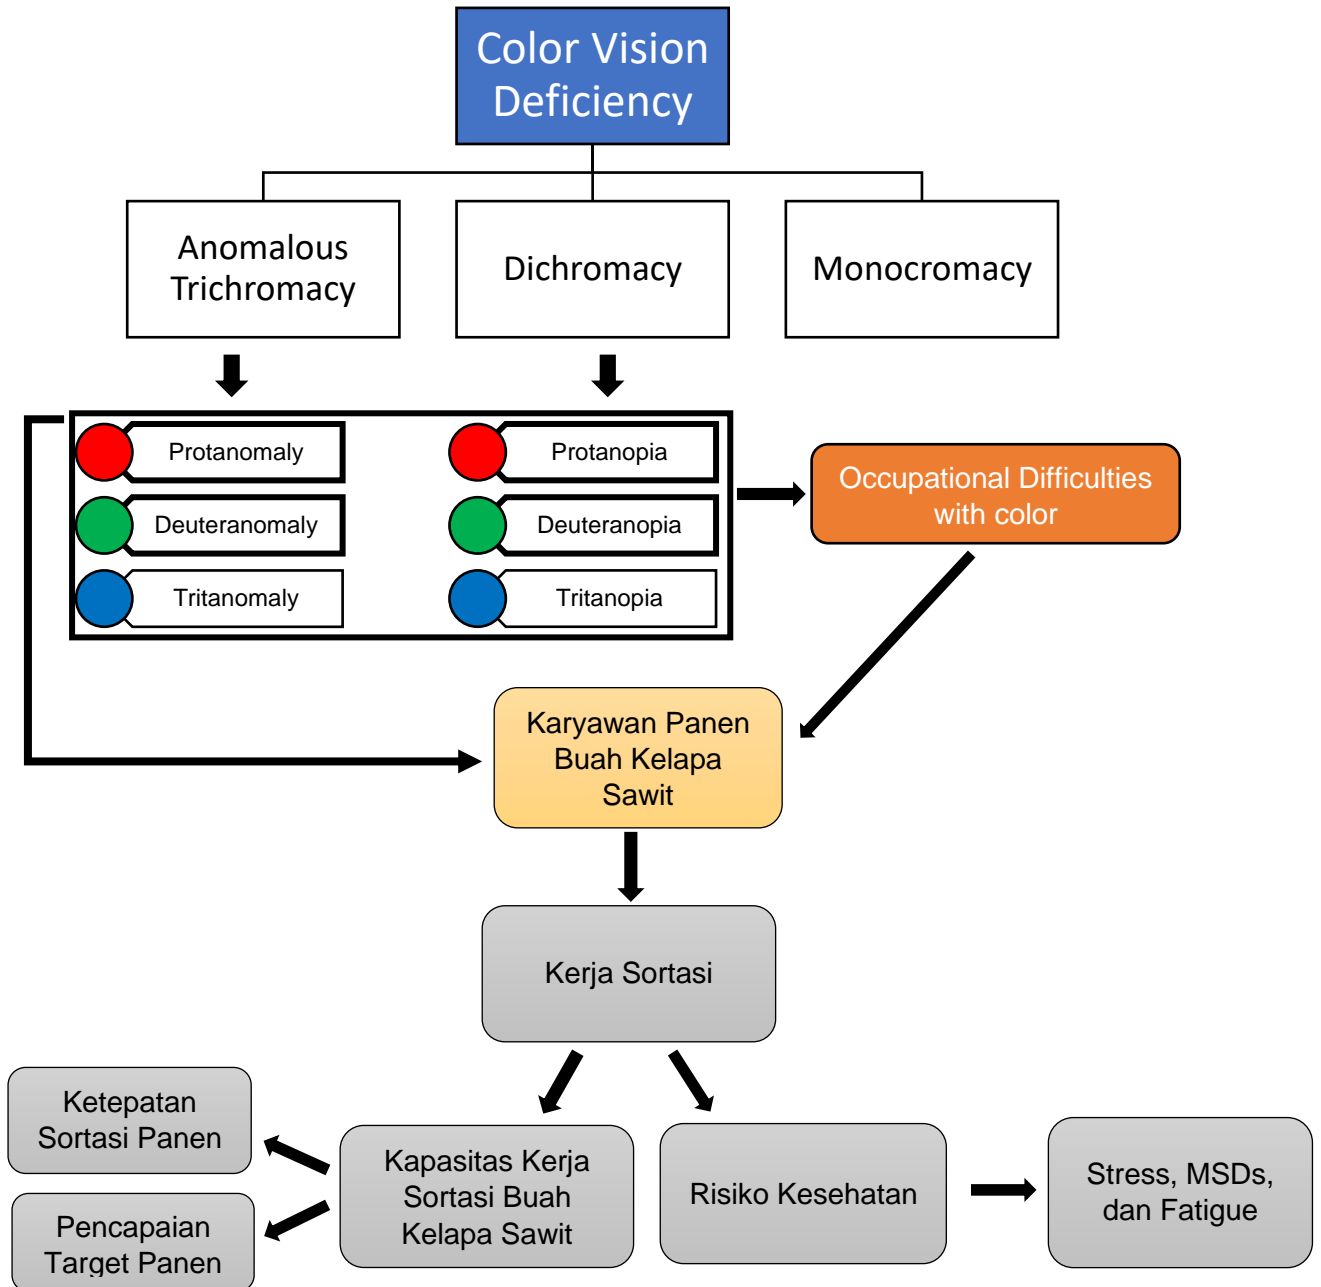 Color Vision
Deficiency
Anomalous
Trichromacy
Dichromacy
Monocromacy
Protanomaly
Protanopia
Deuteranomaly
Deuteranopia
Tritanomaly
Tritanopia
Occupational Difficulties
with color
Karyawan Panen
Buah Kelapa
Sawit
Kerja Sortasi
Ketepatan
Sortasi Panen
Pencapaian
Target Panen
Kapasitas Kerja
Sortasi Buah
Kelapa Sawit
Risiko Kesehatan
Stress, MSDs,
dan Fatigue